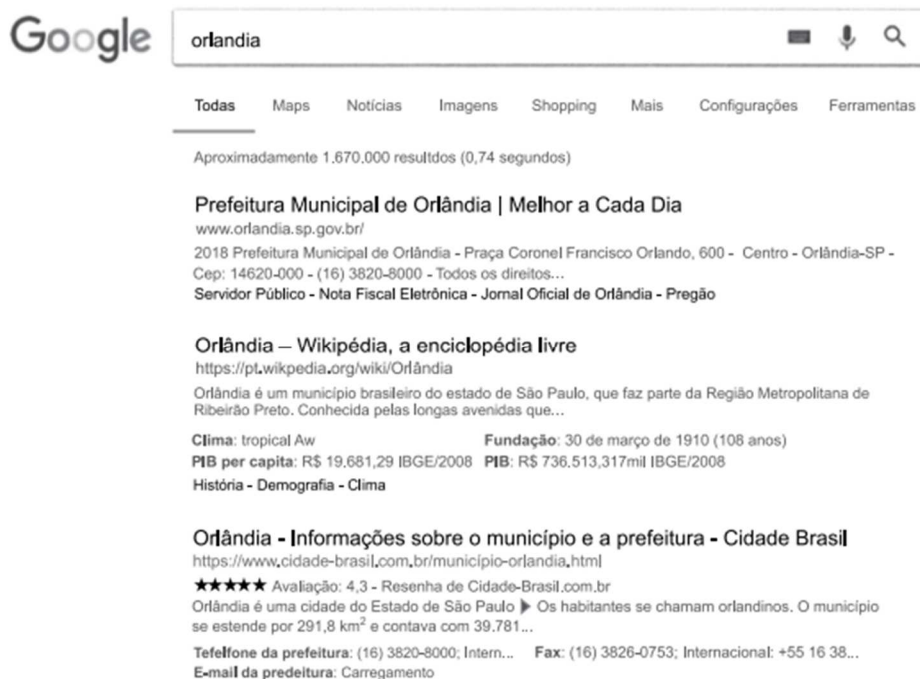 Google
orlandia
Todas Maps Notícias Imagens Shopping Mais Configurações Ferramentas
Aproximadamente 1.670.000 resultdos (0,74 segundos)
Prefeitura Municipal de Orlândia | Melhor a Cada Dia
www.orlandia.sp.gov.br/
2018 Prefeitura Municipal de Orlândia - Praça Coronel Francisco Orlando, 600 - Centro - Orlândia-SP -
Cep: 14620-000 - (16) 3820-8000 - Todos os direitos...
Servidor Público - Nota Fiscal Eletrônica - Jornal Oficial de Orlândia - Pregão
Orlândia – Wikipédia, a enciclopédia livre
https://pt.wikpedia.org/wiki/Orlândia
Orlândia é um município brasileiro do estado de São Paulo, que faz parte da Região Metropolitana de
Ribeirão Preto. Conhecida pelas longas avenidas que...
Clima: tropical Aw Fundação: 30 de março de 1910 (108 anos)
PIB per capita: R$ 19.681,29 IBGE/2008 PIB: R$ 736.513,317mil IBGE/2008
História - Demografia - Clima
Orlândia - Informações sobre o município e a prefeitura - Cidade Brasil
https://www.cidade-brasil.com.br/município-orlandia.html
★★★★★ Avaliação: 4,3 - Resenha de Cidade-Brasil.com.br
Orlândia é uma cidade do Estado de São Paulo ▶ Os habitantes se chamam orlandinos. O município
se estende por 291,8 km² e contava com 39.781...
Tefelfone da prefeitura: (16) 3820-8000; Intern... Fax: (16) 3826-0753; Internacional: +55 16 38...
E-mail da predeitura: Carregamento